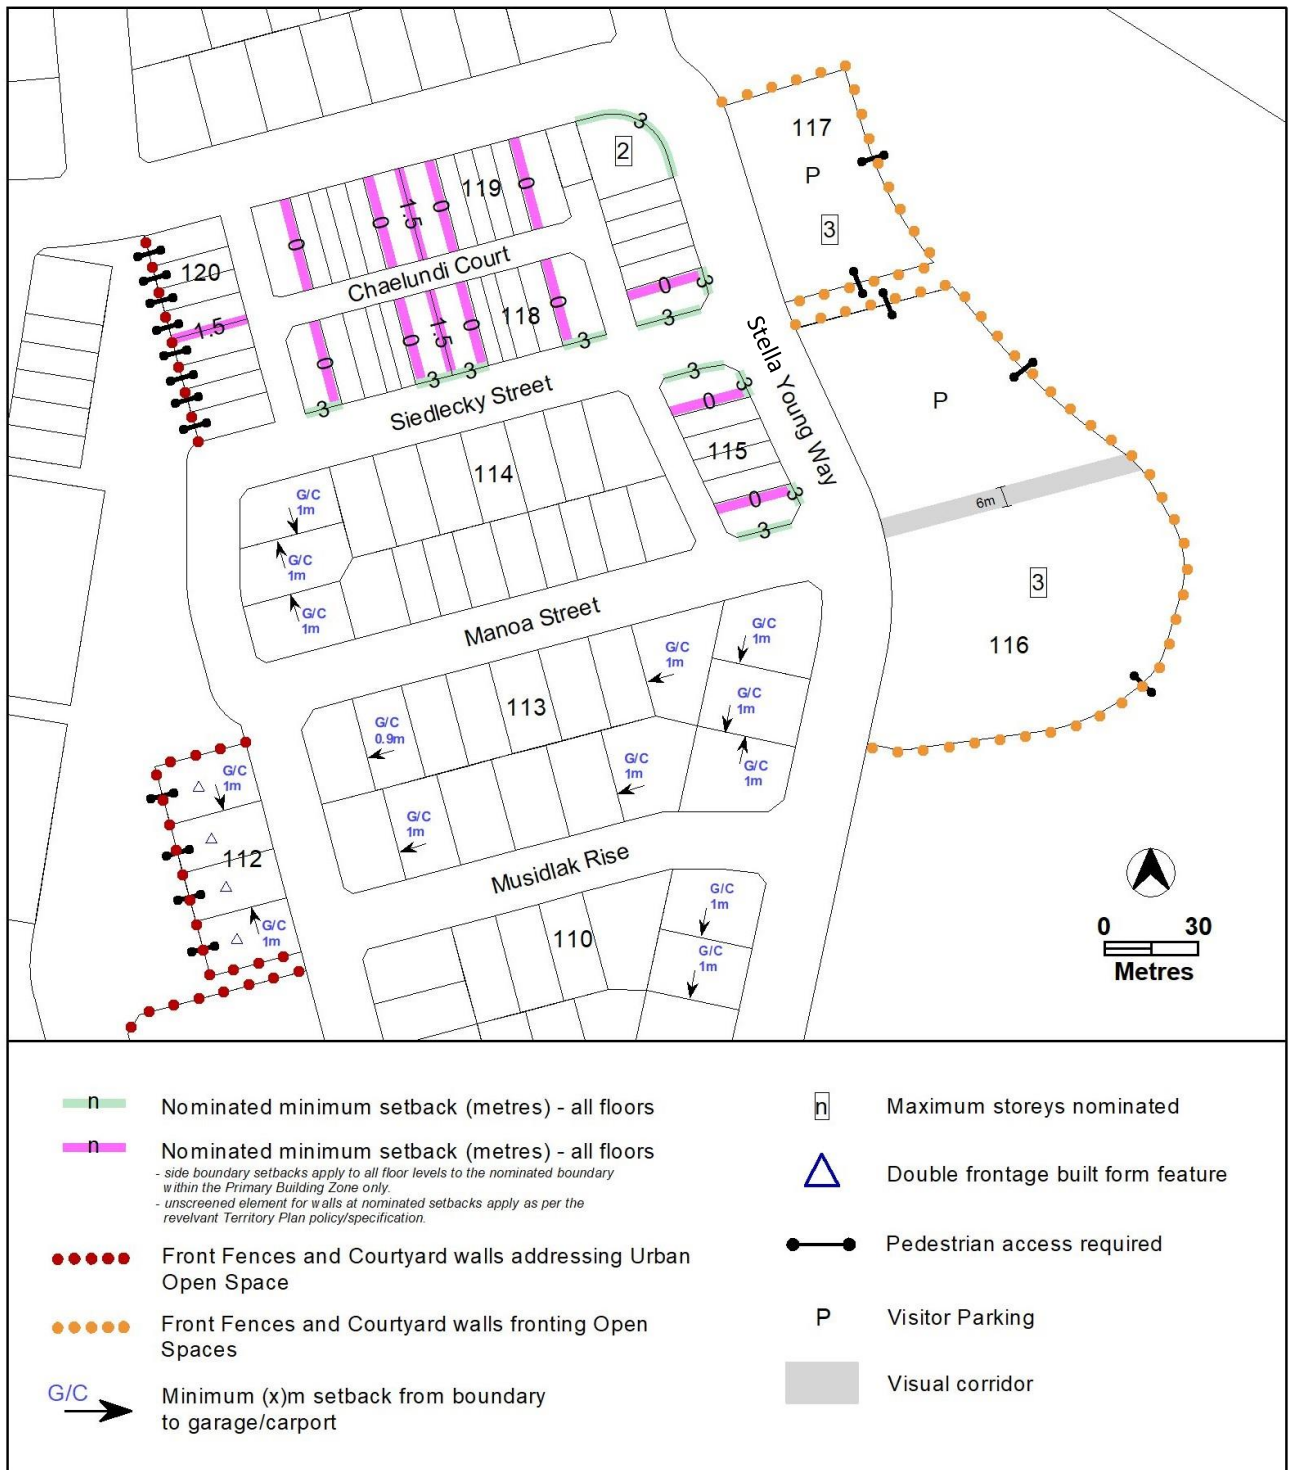 3
2
117
P
3
119
0
0
1.5
0
0
Chaelundi Court
120
1.5
118
0
0
1.5
0
0
3
3
3
3
0
3
3
Siedlecky Street
Stella Young Way
P
3
3
0
115
0
3
3
114
G/C
1m
G/C
1m
G/C
1m
6m
3
116
Manoa Street
G/C
1m
G/C
1m
G/C
1m
G/C
1m
113
G/C
0.9m
G/C
1m
G/C
1m
G/C
1m
112
G/C
1m
Musidlak Rise
110
G/C
1m
G/C
1m
0 30
Metres
n Nominated minimum setback (metres) - all floors
n Nominated minimum setback (metres) - all floors
- side boundary setbacks apply to all floor levels to the nominated boundary
within the Primary Building Zone only.
- unscreened element for walls at nominated setbacks apply as per the
revelvant Territory Plan policy/specification.
Front Fences and Courtyard walls addressing Urban
Open Space
Front Fences and Courtyard walls fronting Open
Spaces
G/C Minimum (x)m setback from boundary
to garage/carport
n Maximum storeys nominated
Double frontage built form feature
Pedestrian access required
P Visitor Parking
Visual corridor